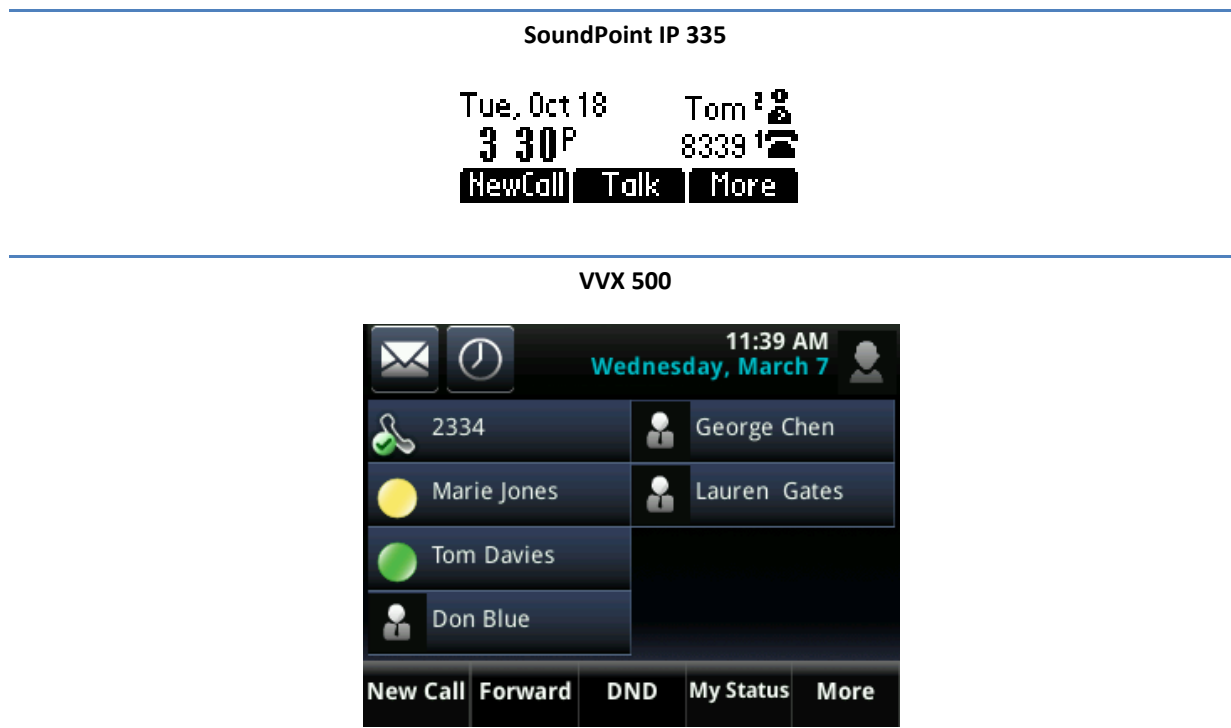 SoundPoint IP 335
Tue, Oct 18 Tom 2
3 30P 8339 1
NewCall Talk More
VVX 500
11:39 AM
Wednesday, March 7
2334 George Chen
Marie Jones Lauren Gates
Tom Davies
Don Blue
New Call Forward DND My Status More